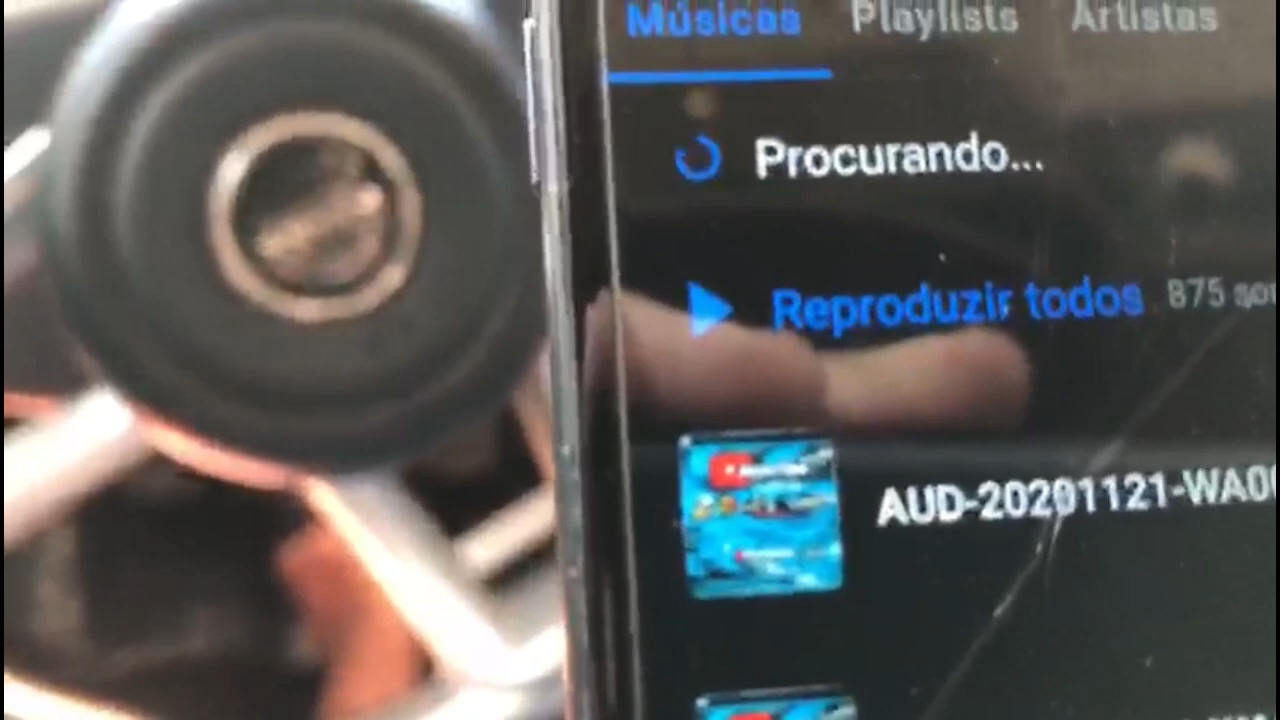 Músicas Playlists Artistas
Procurando...
Reproduzir todos 875
AUD-20201121-WA0